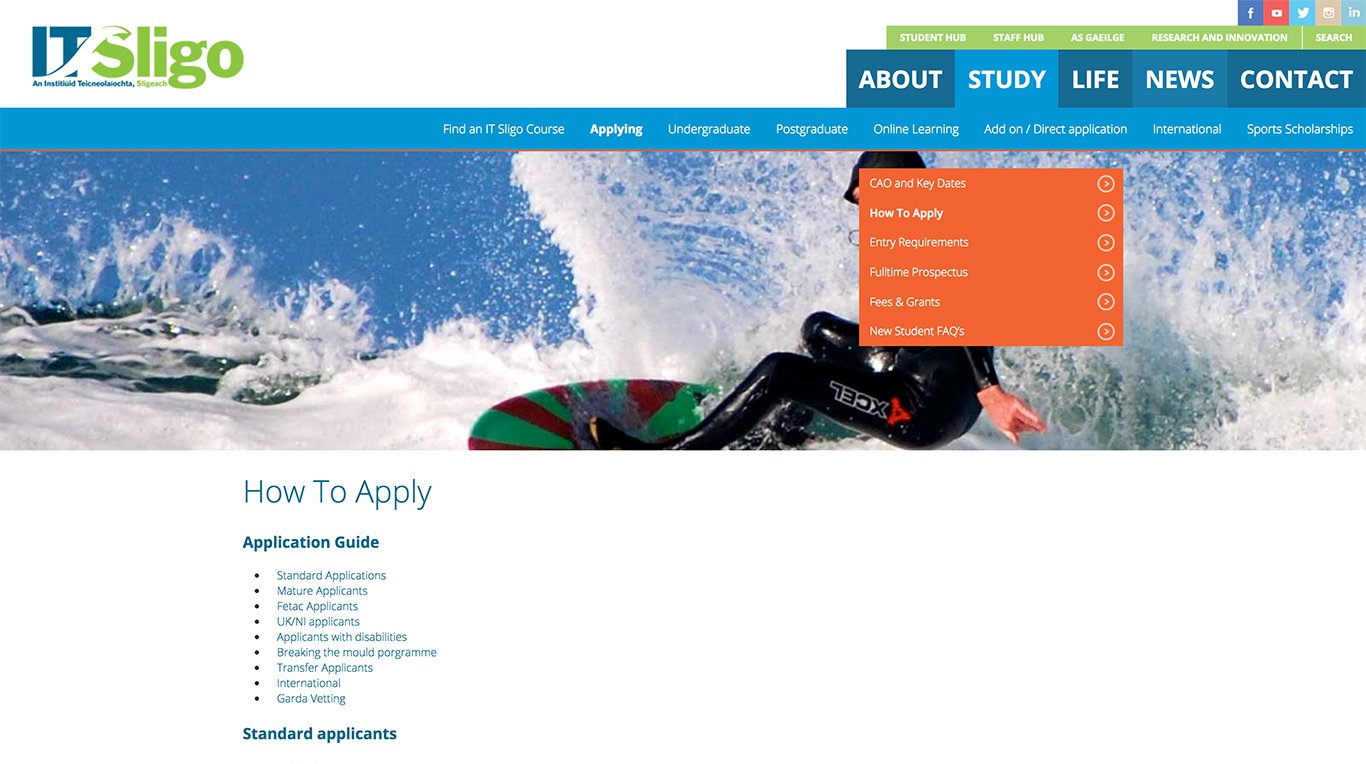 ITSligo
An Institiúid Teicneolaíochta, Sligeach
STUDENT HUB STAFF HUB AS GAEILGE RESEARCH AND INNOVATION SEARCH
ABOUT STUDY LIFE NEWS CONTACT
Find an IT Sligo Course Applying Undergraduate Postgraduate Online Learning Add on / Direct application International Sports Scholarships
CAO and Key Dates
How To Apply
Entry Requirements
Fulltime Prospectus
Fees & Grants
New Student FAQ's
XCEL
How To Apply
Application Guide
Standard Applications
Mature Applicants
Fetac Applicants
UK/NI applicants
Applicants with disabilities
Breaking the mould porgramme
Transfer Applicants
International
Garda Vetting
Standard applicants